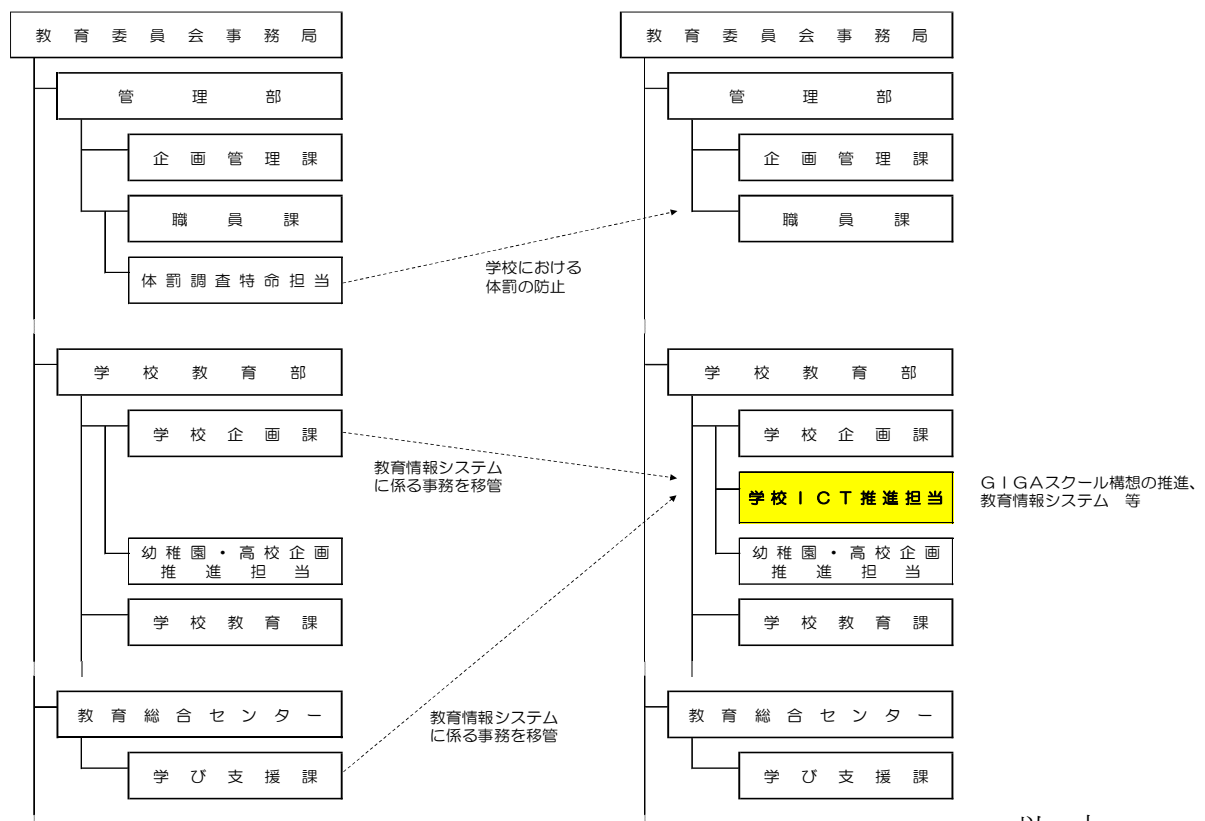 教育委員会事務局
管理部
企画管理課
職員課
体罰調査特命担当
学校における
体罰の防止
学校教育部
学校企画課
教育情報システム
に係る事務を移管
幼稚園・高校企画
推進担当
学校教育課
教育総合センター
学び支援課
教育情報システム
に係る事務を移管
教育委員会事務局
管理部
企画管理課
職員課
学校教育部
学校企画課
学校ICT推進担当
GIGAスクール構想の推進、
教育情報システム 等
幼稚園・高校企画
推進担当
学校教育課
教育総合センター
学び支援課